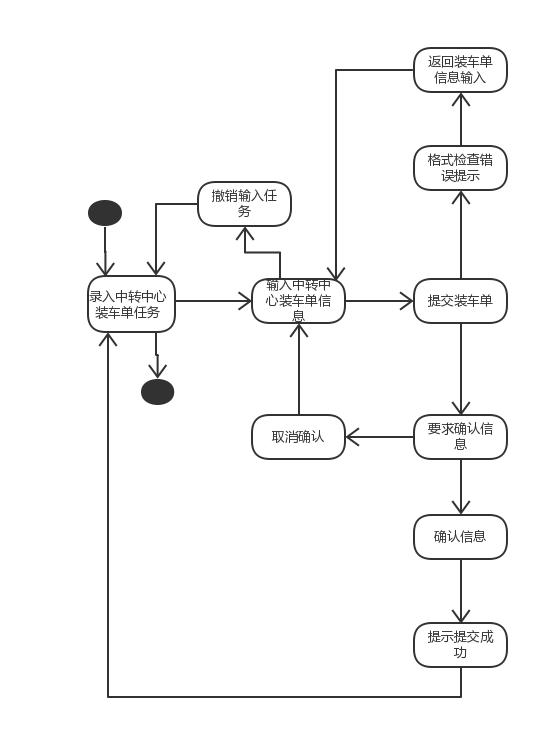 返回装车单
信息输入
格式检查错
误提示
撤销输入任
务
录入中转中心
装车单任务
输入中转中
心装车单信
息
提交装车单
取消确认
要求确认信
息
确认信息
提示提交成
功